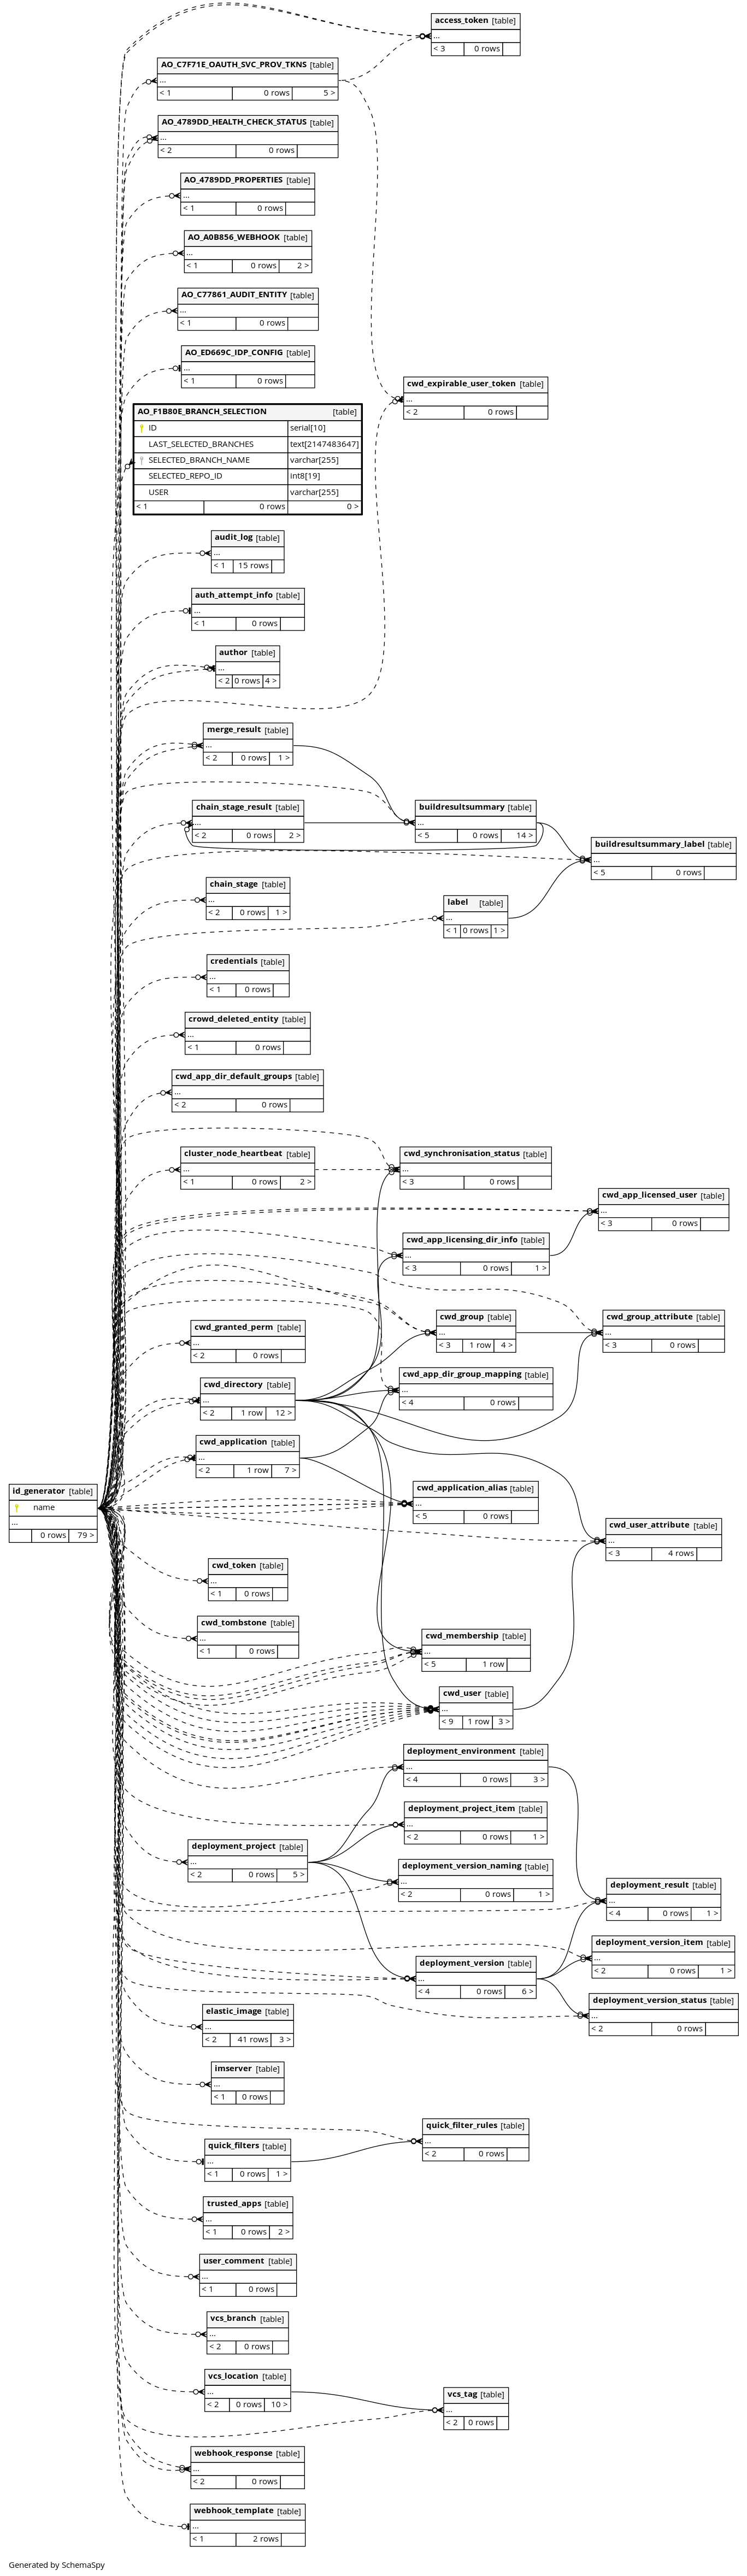 access_token [table]
...
< 3 0 rows
AO_C7F71E_OAUTH_SVC_PROV_TKNS [table]
...
< 1 0 rows 5 >
AO_4789DD_HEALTH_CHECK_STATUS [table]
...
< 2 0 rows
AO_4789DD_PROPERTIES [table]
...
< 1 0 rows
AO_A0B856_WEBHOOK [table]
...
< 1 0 rows 2 >
AO_C77861_AUDIT_ENTITY [table]
...
< 1 0 rows
AO_ED669C_IDP_CONFIG [table]
...
< 1 0 rows
cwd_expirable_user_token [table]
...
< 2 0 rows
AO_F1B80E_BRANCH_SELECTION [table]
ID serial[10]
LAST_SELECTED_BRANCHES text[2147483647]
SELECTED_BRANCH_NAME varchar[255]
SELECTED_REPO_ID int8[19]
USER varchar[255]
< 1 0 rows 0 >
audit_log [table]
...
< 1 15 rows
auth_attempt_info [table]
...
< 1 0 rows
author [table]
...
< 2 0 rows 4 >
merge_result [table]
...
< 2 0 rows 1 >
chain_stage_result [table]
...
< 2 0 rows 2 >
buildresultsummary [table]
...
< 5 0 rows 14 >
buildresultsummary_label [table]
...
< 5 0 rows
chain_stage [table]
...
< 2 0 rows 1 >
label [table]
...
< 1 0 rows 1 >
credentials [table]
...
< 1 0 rows
crowd_deleted_entity [table]
...
< 1 0 rows
cwd_app_dir_default_groups [table]
...
< 2 0 rows
cluster_node_heartbeat [table]
...
< 1 0 rows 2 >
cwd_synchronisation_status [table]
...
< 3 0 rows
cwd_app_licensed_user [table]
...
< 3 0 rows
cwd_app_licensing_dir_info [table]
...
< 3 0 rows 1 >
cwd_group [table]
...
< 3 1 row 4 >
cwd_group_attribute [table]
...
< 3 0 rows
cwd_granted_perm [table]
...
< 2 0 rows
cwd_app_dir_group_mapping [table]
...
< 4 0 rows
cwd_directory [table]
...
< 2 1 row 12 >
cwd_application [table]
...
< 2 1 row 7 >
id_generator [table]
name
...
0 rows 79 >
cwd_application_alias [table]
...
< 5 0 rows
cwd_user_attribute [table]
...
< 3 4 rows
cwd_token [table]
...
< 1 0 rows
cwd_tombstone [table]
...
< 1 0 rows
cwd_membership [table]
...
< 5 1 row
cwd_user [table]
...
< 9 1 row 3 >
deployment_environment [table]
...
< 4 0 rows 3 >
deployment_project_item [table]
...
< 2 0 rows 1 >
deployment_project [table]
...
< 2 0 rows 5 >
deployment_version_naming [table]
...
< 2 0 rows 1 >
deployment_result [table]
...
< 4 0 rows 1 >
deployment_version_item [table]
...
< 2 0 rows 1 >
deployment_version [table]
...
< 4 0 rows 6 >
deployment_version_status [table]
...
< 2 0 rows
elastic_image [table]
...
< 2 41 rows 3 >
imserver [table]
...
< 1 0 rows
quick_filter_rules [table]
...
< 2 0 rows
quick_filters [table]
...
< 1 0 rows 1 >
trusted_apps [table]
...
< 1 0 rows 2 >
user_comment [table]
...
< 1 0 rows
vcs_branch [table]
...
< 2 0 rows
vcs_location [table]
...
< 2 0 rows 10 >
vcs_tag [table]
...
< 2 0 rows
webhook_response [table]
...
< 2 0 rows
webhook_template [table]
...
< 1 2 rows
Generated by SchemaSpy